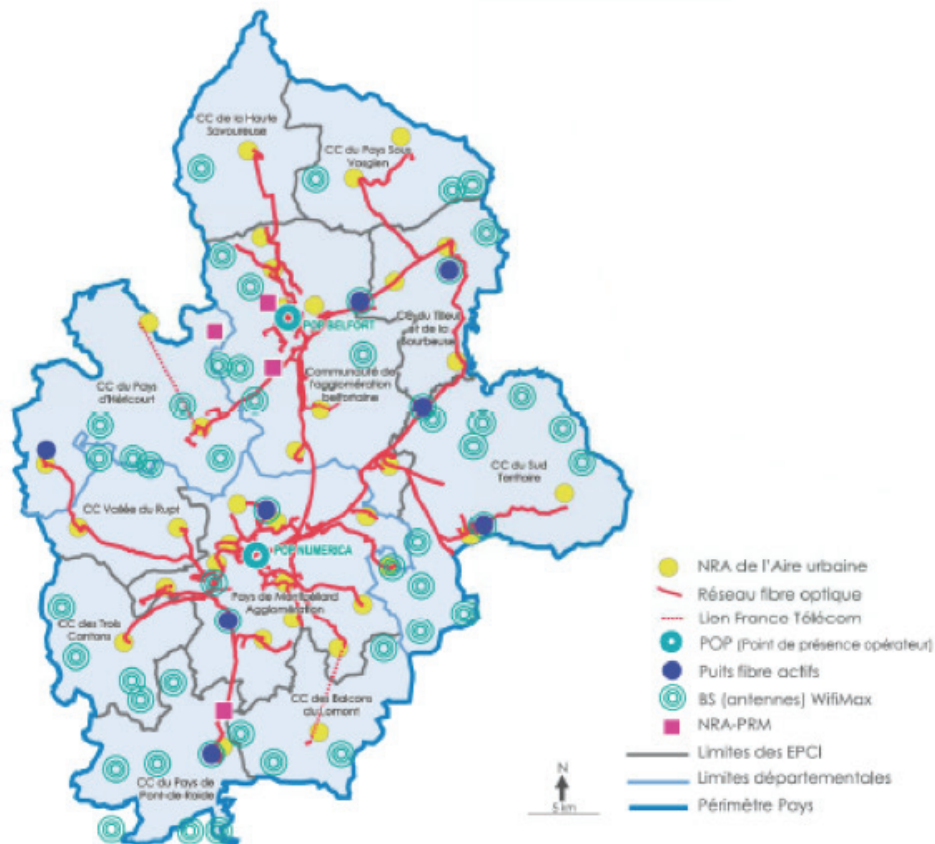 CC de la Haute
Savoureuse
CC du Pays Sous
Vosgien
POP BELFORT
CC du Tilleul
et de la
Bourbeuse
Communauté de
l'agglomération
belfortaine
CC du Pays
d'Héricourt
CC du Sud
Territoire
CC Vallée du Rupt
POP NUMERICA
Pays de Montbéliard
Agglomération
CC des Trois
Cantons
CC des Balcons
du Lomont
CC du Pays de
Pont-de-Roide
NRA de l'Aire urbaine
Réseau fibre optique
Lien France Télécom
POP (Point de présence opérateur)
Puits fibre actifs
BS (antennes) WifiMax
NRA-PRM
Limites des EPCI
Limites départementales
Périmètre Pays
N
5 km